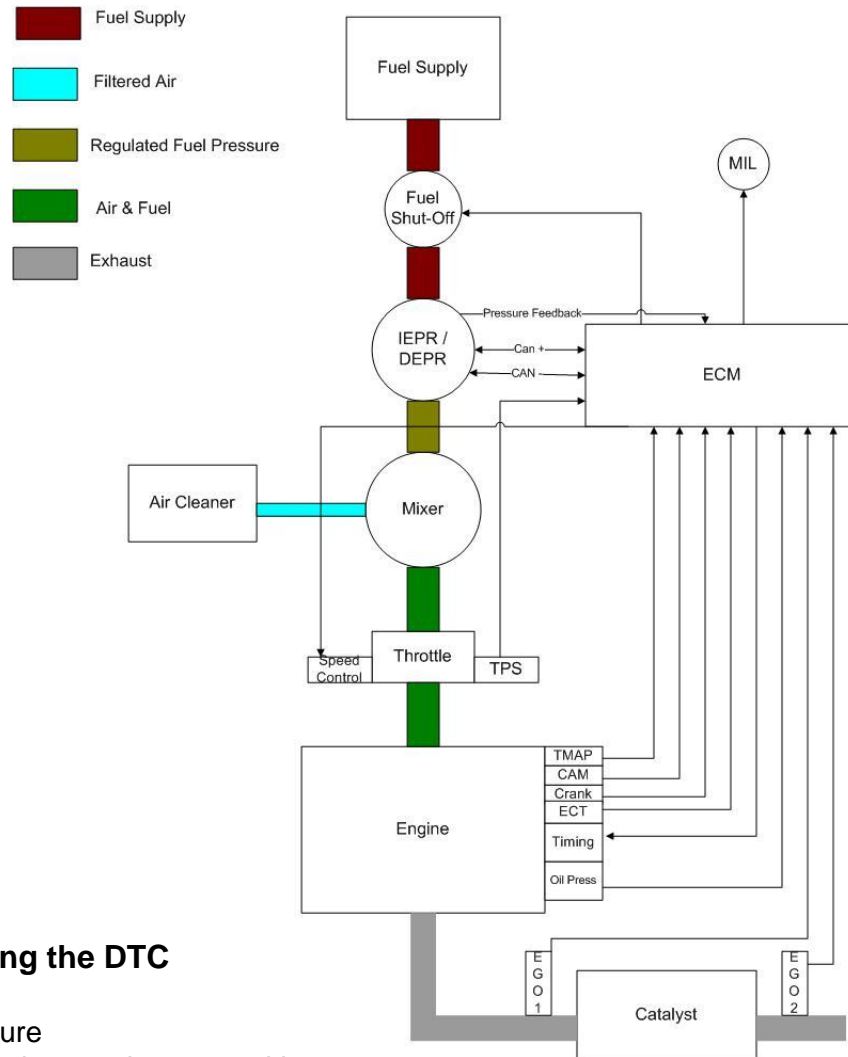 Fuel Supply
Filtered Air
Regulated Fuel Pressure
Air & Fuel
Exhaust
Fuel Supply
MIL
Fuel
Shut-Off
Pressure Feedback
IEPR /
DEPR
Can +
CAN -
ECM
Air Cleaner
Mixer
Speed
Control
Throttle
TPS
TMAP
CAM
Crank
ECT
Engine
Timing
Oil Press
ng the DTC
E
G
O
1
E
G
O
2
Catalyst
ure